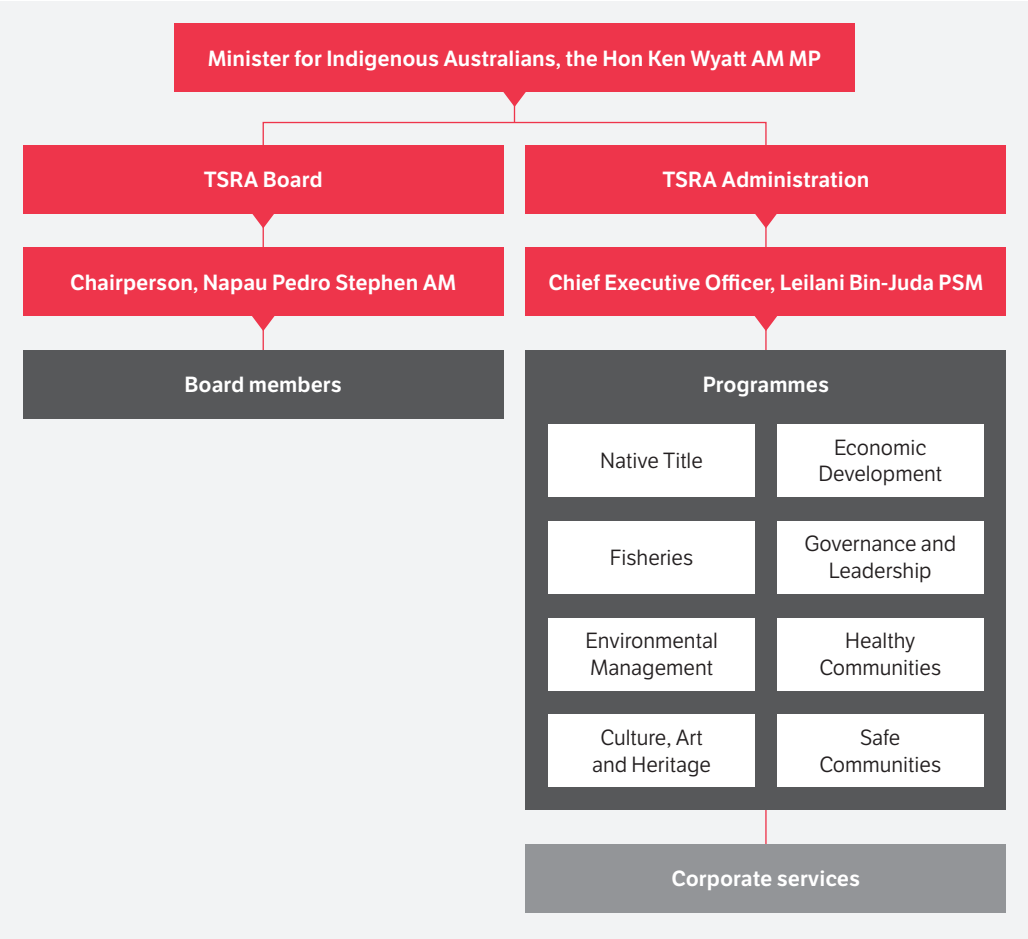 Minister for Indigenous Australians, the Hon Ken Wyatt AM MP
TSRA Board
TSRA Administration
Chairperson, Napau Pedro Stephen AM
Chief Executive Officer, Leilani Bin-Juda PSM
Board members
Programmes
Native Title
Economic
Development
Fisheries
Governance and
Leadership
Environmental
Management
Healthy
Communities
Culture, Art
and Heritage
Safe
Communities
Corporate services